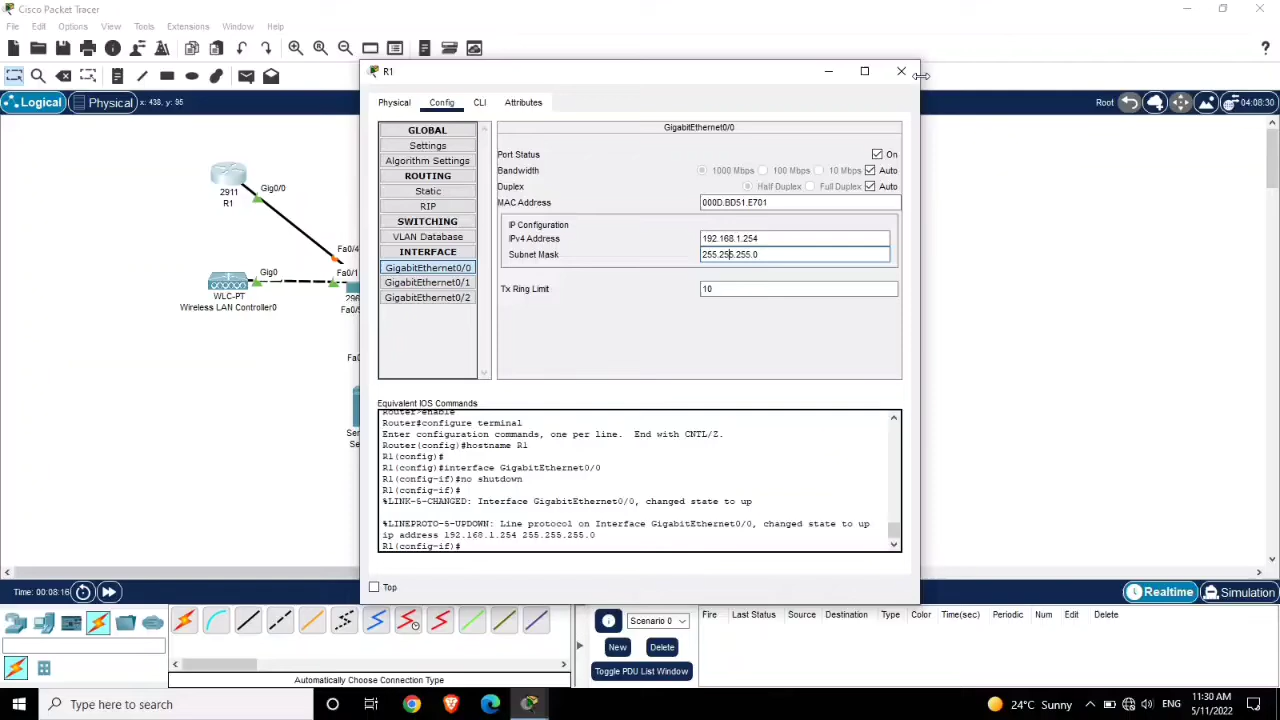 Cisco Packet Tracer
File Edit Options View Tools Extensions Window Help
Logical Physical x: 438, y: 95 Root 04:08:30
R1
Physical Config CLI Attributes
GLOBAL
Settings
Algorithm Settings
ROUTING
Static
RIP
SWITCHING
VLAN Database
INTERFACE
GigabitEthernet0/0
GigabitEthernet0/1
GigabitEthernet0/2
GigabitEthernet0/0
Port Status On
Bandwidth 1000 Mbps 100 Mbps 10 Mbps Auto
Duplex Half Duplex Full Duplex Auto
MAC Address 000D.BD51.E701
IP Configuration
IPv4 Address 192.168.1.254
Subnet Mask 255.255.255.0
Tx Ring Limit 10
Equivalent IOS Commands
Router>enable
Router#configure terminal
Enter configuration commands, one per line. End with CNTL/Z.
Router(config)#hostname R1
R1(config)#
R1(config)#interface GigabitEthernet0/0
R1(config-if)#no shutdown
R1(config-if)#
%LINK-5-CHANGED: Interface GigabitEthernet0/0, changed state to up
%LINEPROTO-5-UPDOWN: Line protocol on Interface GigabitEthernet0/0, changed state to up
ip address 192.168.1.254 255.255.255.0
R1(config-if)#
Top
Gig0/0
2911
R1
Fa0/4
Gig0 Fa0/1
WLC-PT
Wireless LAN Controller0
296
Fa0/
Fa0/
Ser
Se
Time: 00:08:16 Realtime Simulation
Scenario 0
New Delete
Toggle PDU List Window
Fire Last Status Source Destination Type Color Time(sec) Periodic Num Edit Delete
Automatically Choose Connection Type
Type here to search
24°C Sunny ENG 11:30 AM
5/11/2022